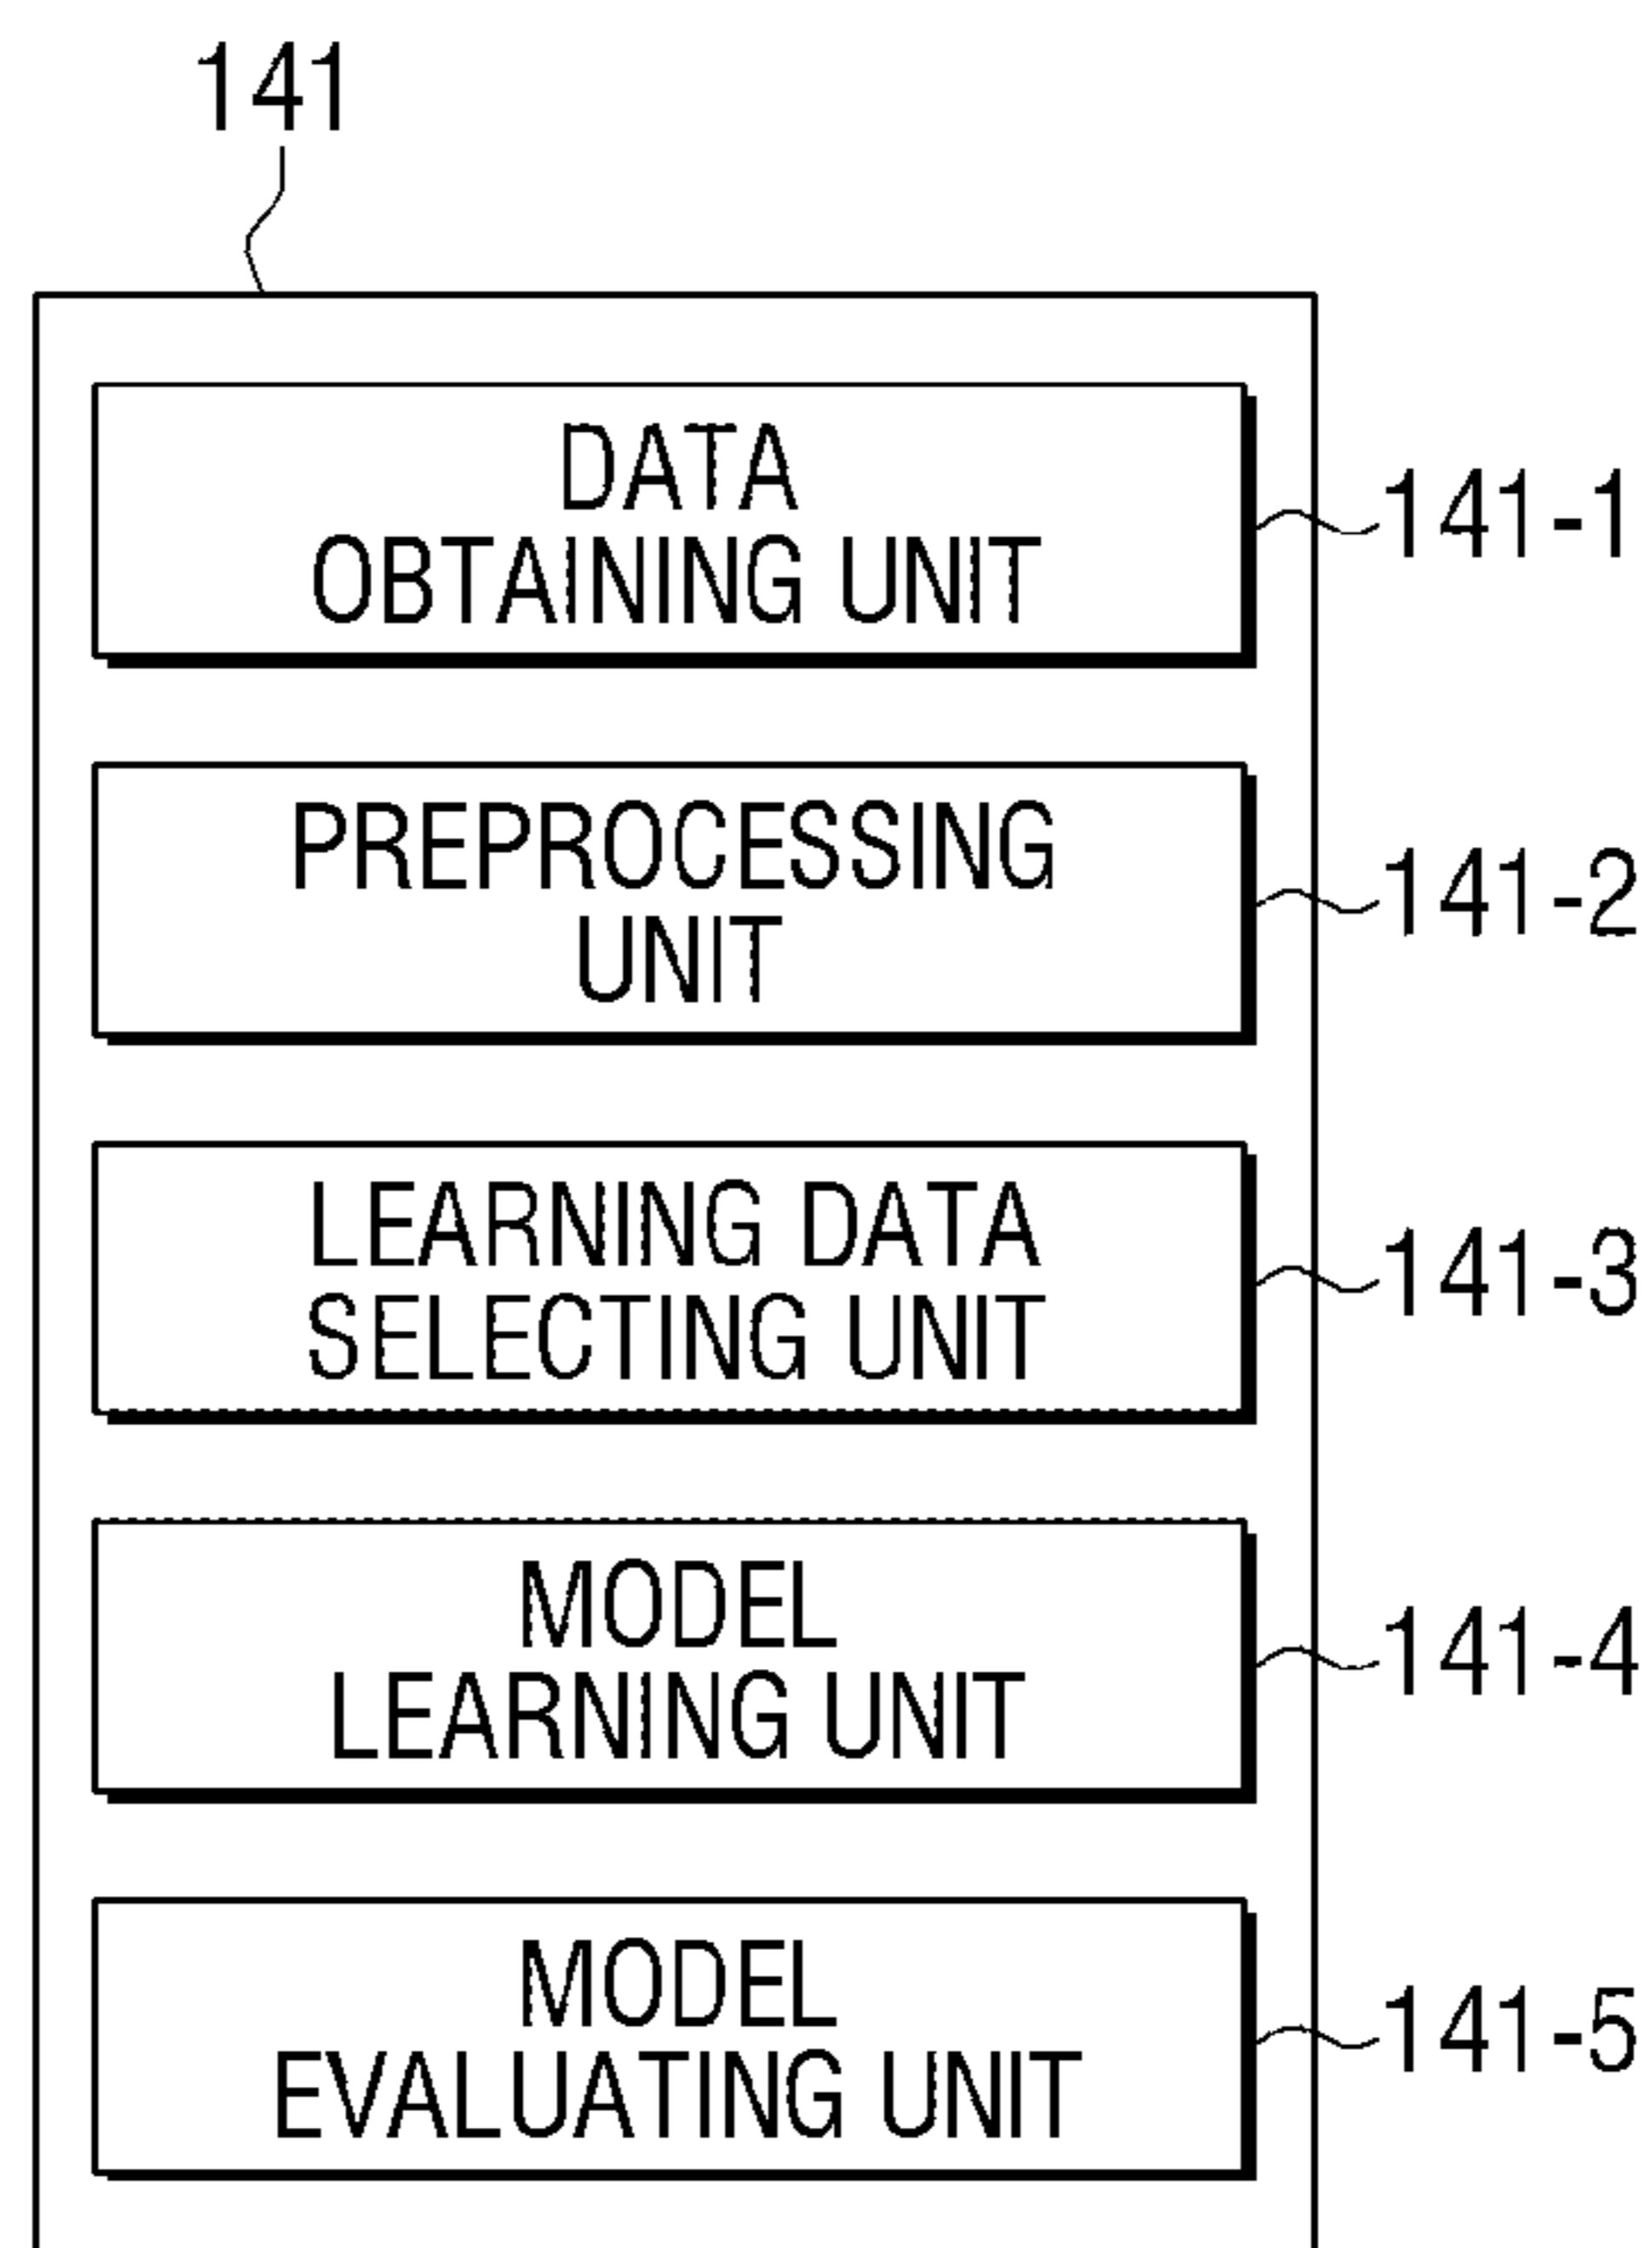 141
DATA
OBTAINING UNIT
141-1
PREPROCESSING
UNIT
141-2
LEARNING DATA
SELECTING UNIT
141-3
MODEL
LEARNING UNIT
141-4
MODEL
EVALUATING UNIT
141-5